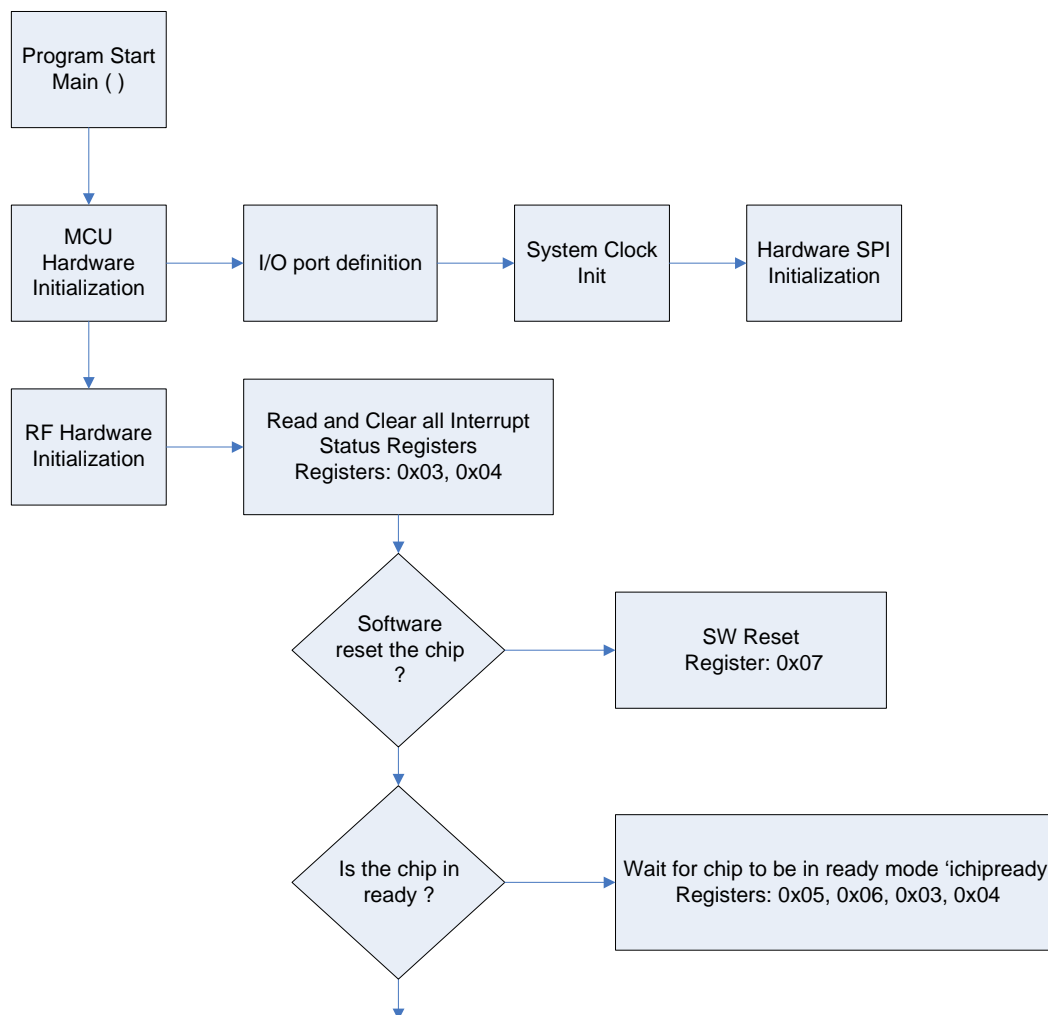 Program Start
Main ( )
MCU
Hardware
Initialization
I/O port definition
System Clock
Init
Hardware SPI
Initialization
RF Hardware
Initialization
Read and Clear all Interrupt
Status Registers
Registers: 0x03, 0x04
Software
reset the chip
?
SW Reset
Register: 0x07
Is the chip in
ready ?
Wait for chip to be in ready mode ‘ichipready
Registers: 0x05, 0x06, 0x03, 0x04